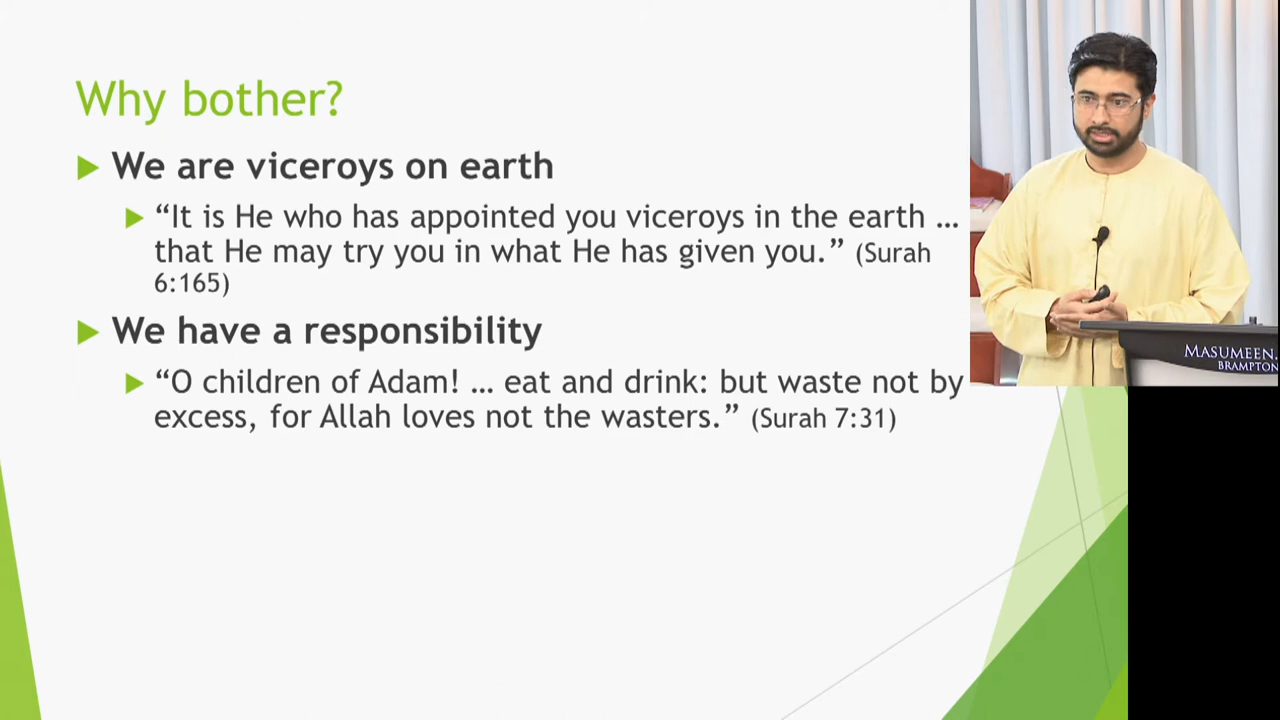 Why bother?
We are viceroys on earth
“It is He who has appointed you viceroys in the earth …
that He may try you in what He has given you.” (Surah
6:165)
We have a responsibility
“O children of Adam! … eat and drink: but waste not by
excess, for Allah loves not the wasters.” (Surah 7:31)
MASUMEEN.
BRAMPTON